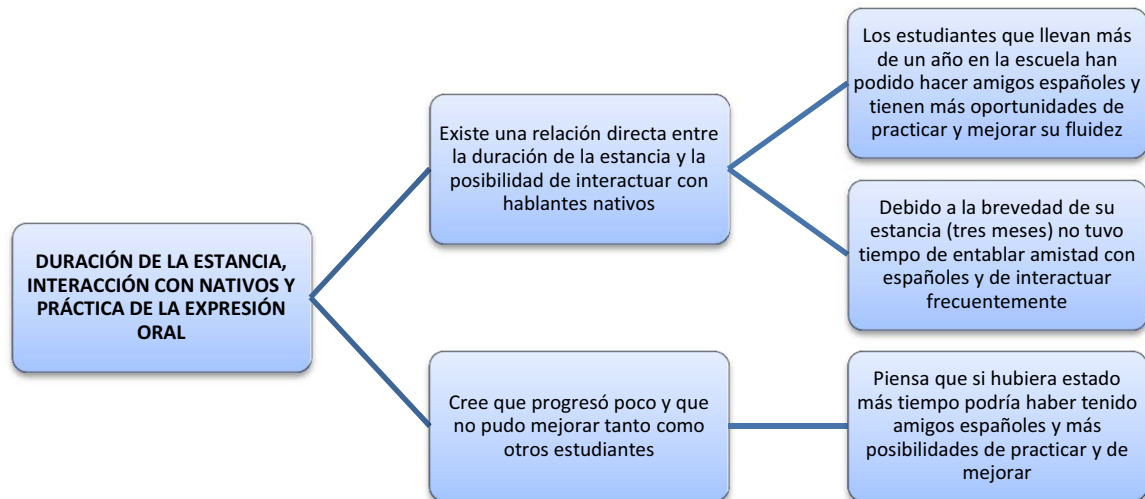 DURACIÓN DE LA ESTANCIA,
INTERACCIÓN CON NATIVOS Y
PRÁCTICA DE LA EXPRESIÓN
ORAL
Existe una relación directa entre
la duración de la estancia y la
posibilidad de interactuar con
hablantes nativos
Los estudiantes que llevan más
de un año en la escuela han
podido hacer amigos españoles y
tienen más oportunidades de
practicar y mejorar su fluidez
Debido a la brevedad de su
estancia (tres meses) no tuvo
tiempo de entablar amistad con
españoles y de interactuar
frecuentemente
Cree que progresó poco y que
no pudo mejorar tanto como
otros estudiantes
Piensa que si hubiera estado
más tiempo podría haber tenido
amigos españoles y más
posibilidades de practicar y de
mejorar